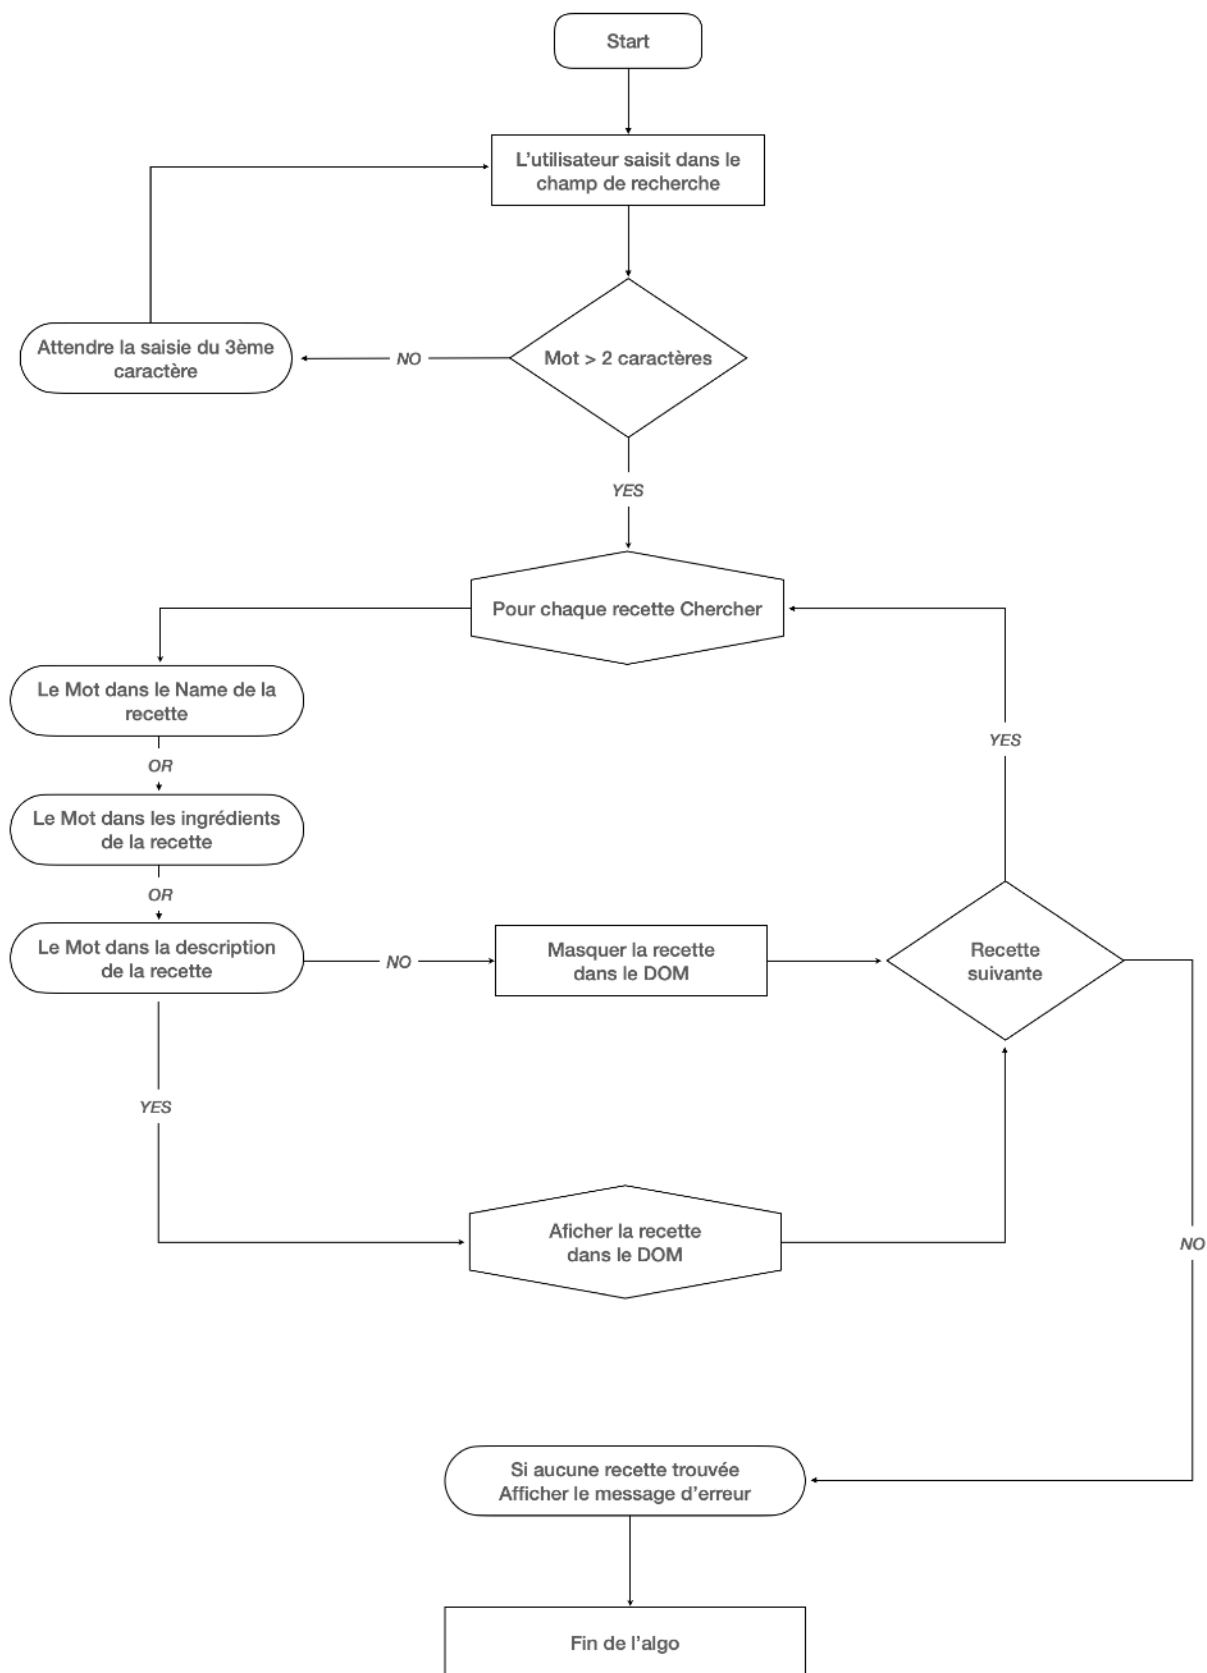 Start
L'utilisateur saisit dans le
champ de recherche
Attendre la saisie du 3ème
caractère
NO
Mot > 2 caractères
YES
Pour chaque recette Chercher
Le Mot dans le Name de la
recette
YES
OR
Le Mot dans les ingrédients
de la recette
OR
Le Mot dans la description
de la recette
NO
Masquer la recette
dans le DOM
Recette
suivante
YES
Aficher la recette
dans le DOM
NO
Si aucune recette trouvée
Afficher le message d'erreur
Fin de l'algo